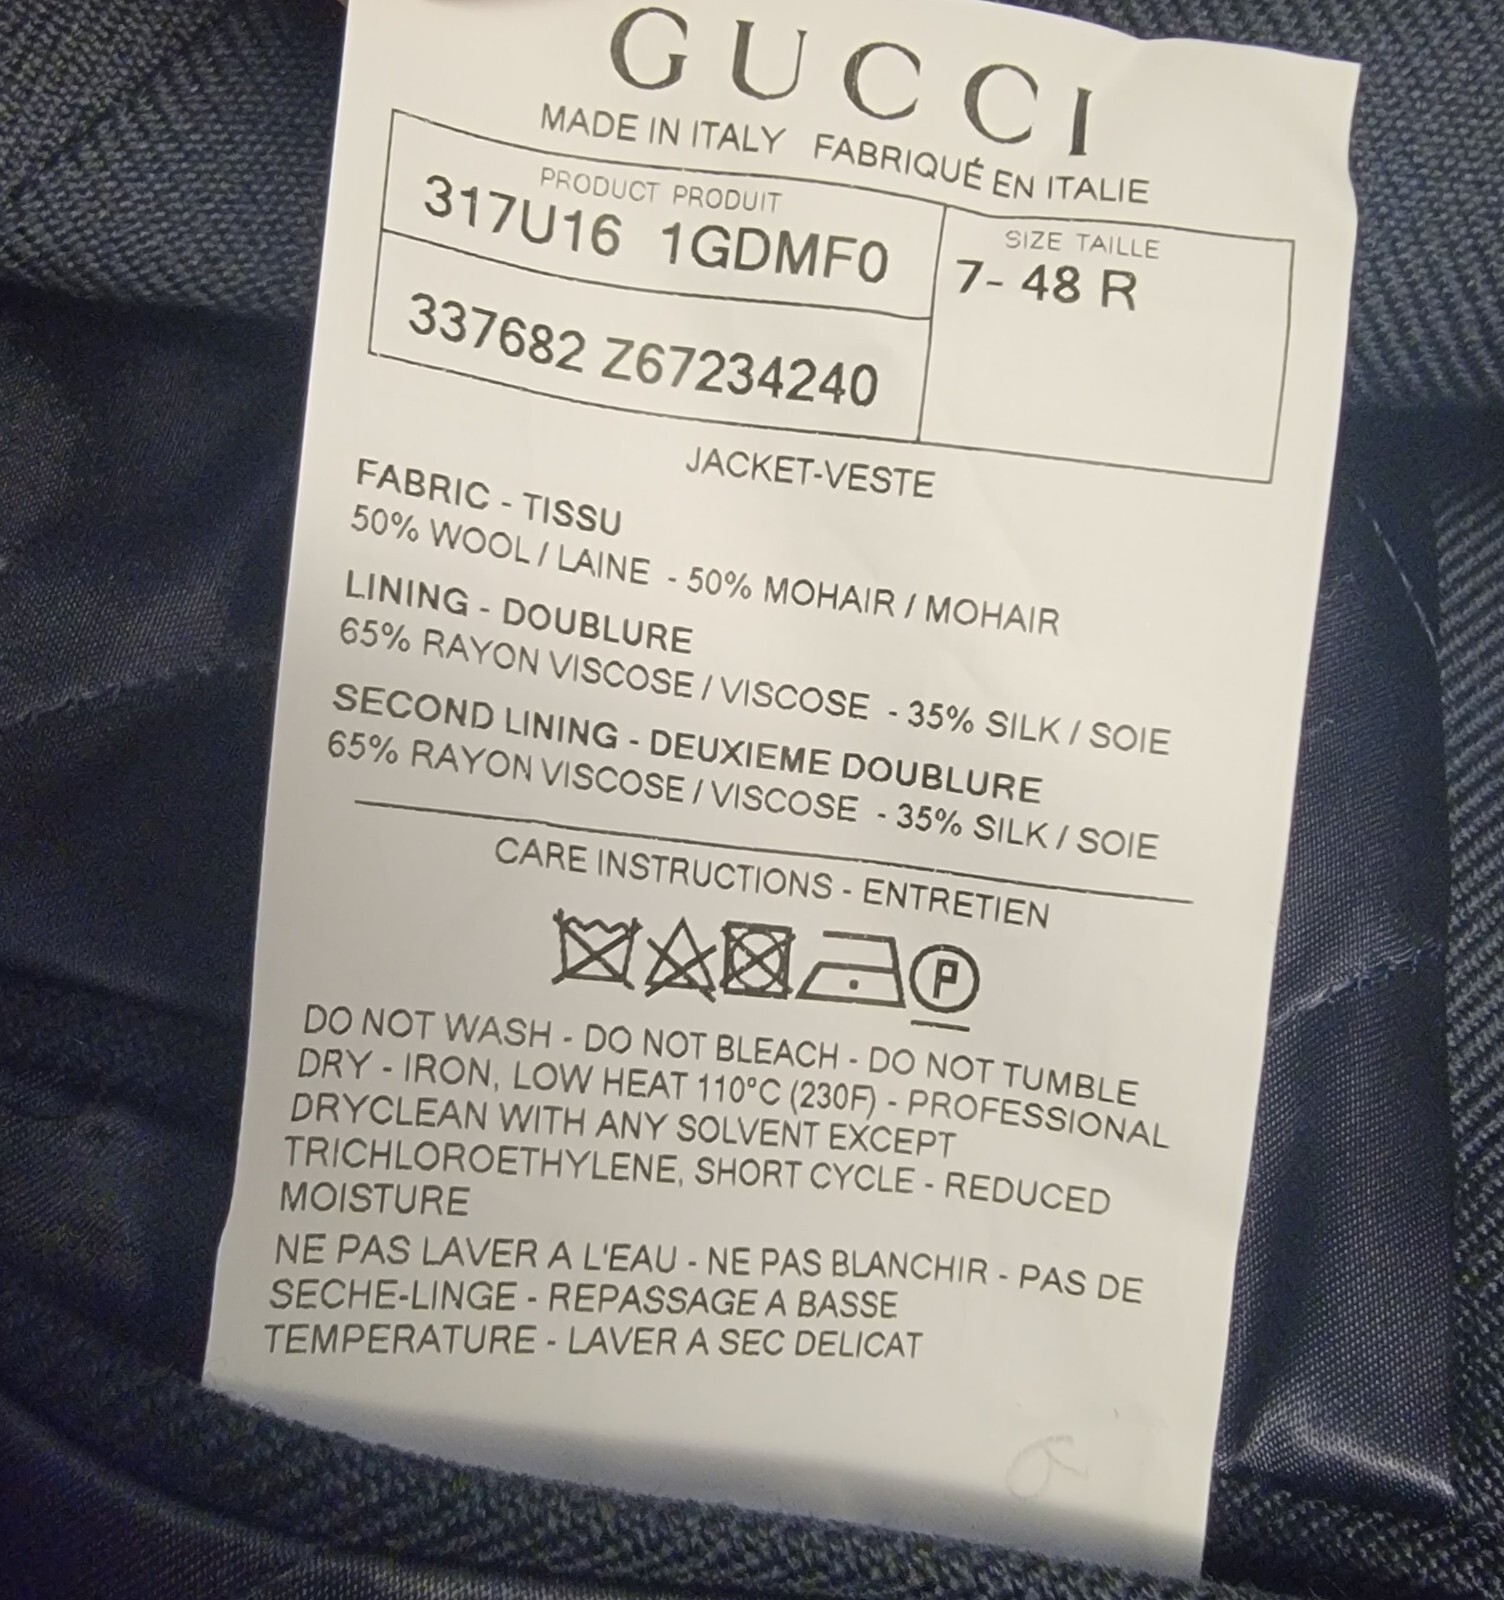 GUCCI
MADE IN ITALY FABRIQUÉ EN ITALIE
PRODUCT PRODUIT
317U16 1GDMF0
337682 Z67234240
SIZE TAILLE
7- 48 R
JACKET-VESTE
FABRIC - TISSU
50% WOOL / LAINE - 50% MOHAIR / MOHAIR
LINING - DOUBLURE
65% RAYON VISCOSE / VISCOSE - 35% SILK / SOIE
SECOND LINING - DEUXIEME DOUBLURE
65% RAYON VISCOSE / VISCOSE - 35% SILK / SOIE
CARE INSTRUCTIONS - ENTRETIEN
P
DO NOT WASH - DO NOT BLEACH - DO NOT TUMBLE
DRY - IRON, LOW HEAT 110°C (230F) - PROFESSIONAL
DRYCLEAN WITH ANY SOLVENT EXCEPT
TRICHLOROETHYLENE, SHORT CYCLE - REDUCED
MOISTURE
NE PAS LAVER A L'EAU - NE PAS BLANCHIR - PAS DE
SECHE-LINGE - REPASSAGE A BASSE
TEMPERATURE - LAVER A SEC DELICAT